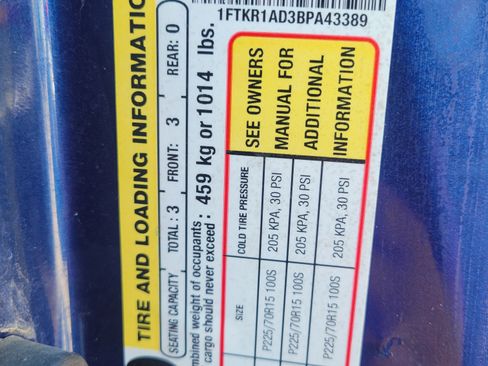 1FTKR1AD3BPA43389
TIRE AND LOADING INFORMATION
SEATING CAPACITY TOTAL: 3 FRONT: 3 REAR: 0
mbined weight of occupants
cargo should never exceed: 459 kg or 1014 lbs.
SIZE COLD TIRE PRESSURE SEE OWNERS
P225/70R15 100S 205 KPA, 30 PSI MANUAL FOR
P225/70R15 100S 205 KPA, 30 PSI ADDITIONAL
P225/70R15 100S 205 KPA, 30 PSI INFORMATION